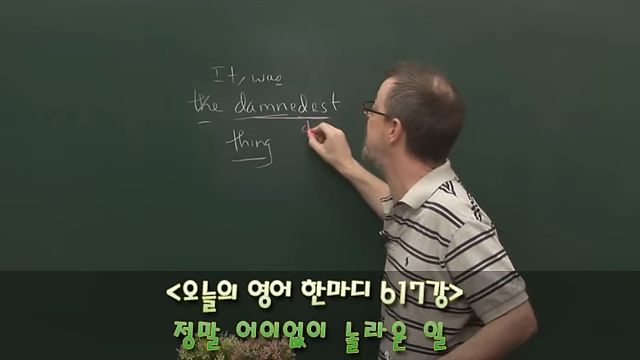 It was
the damnedest
thing
<오늘의 영어 한마디 617강>
정말 어이없이 놀라운 일